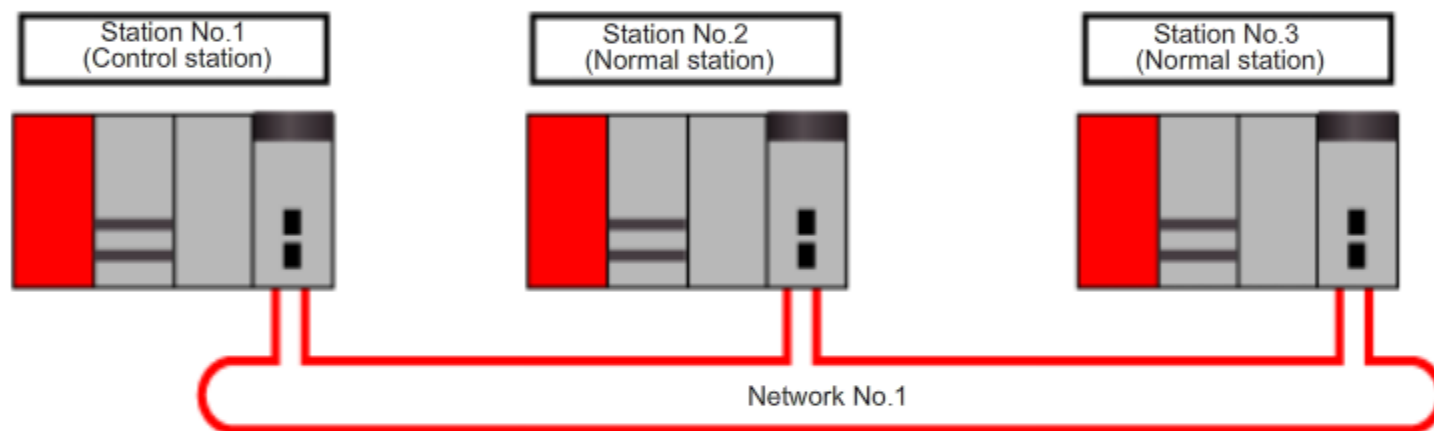 Station No.1
(Control station)
Station No.2
(Normal station)
Station No.3
(Normal station)
Network No.1